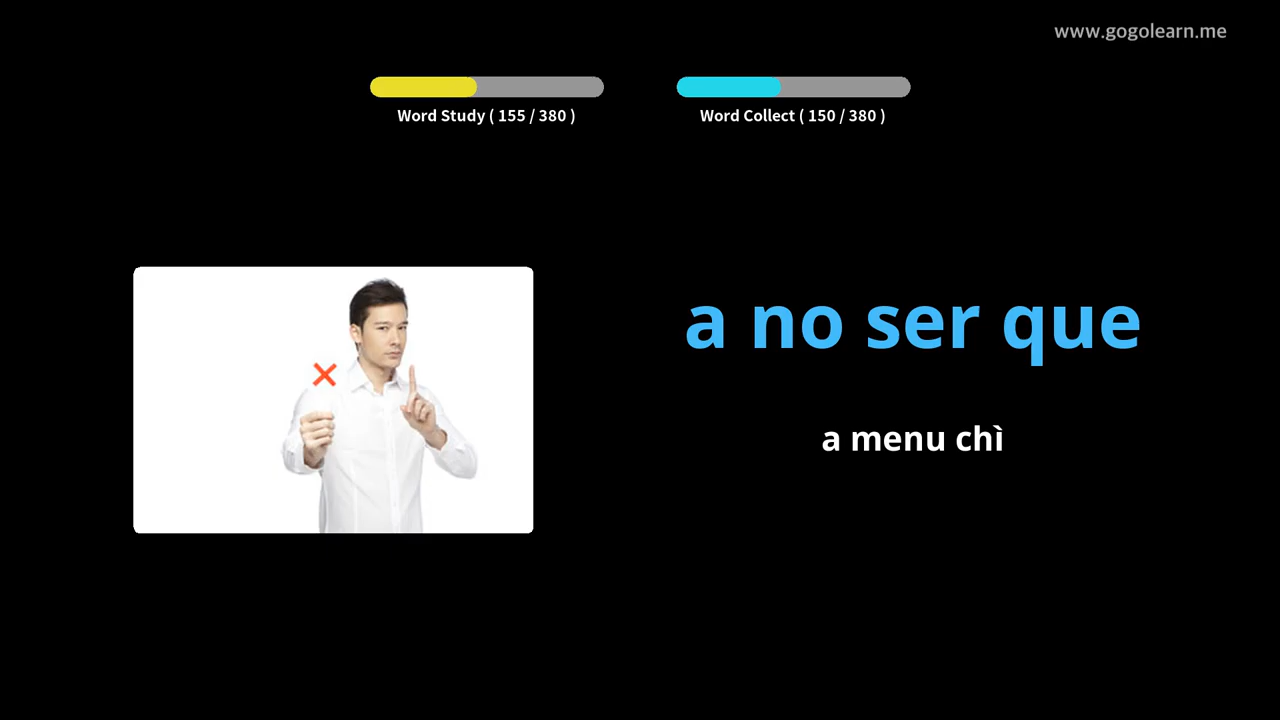 www.gogolearn.me
Word Study ( 155 / 380 )
Word Collect ( 150 / 380 )
a no ser que
a menu chì